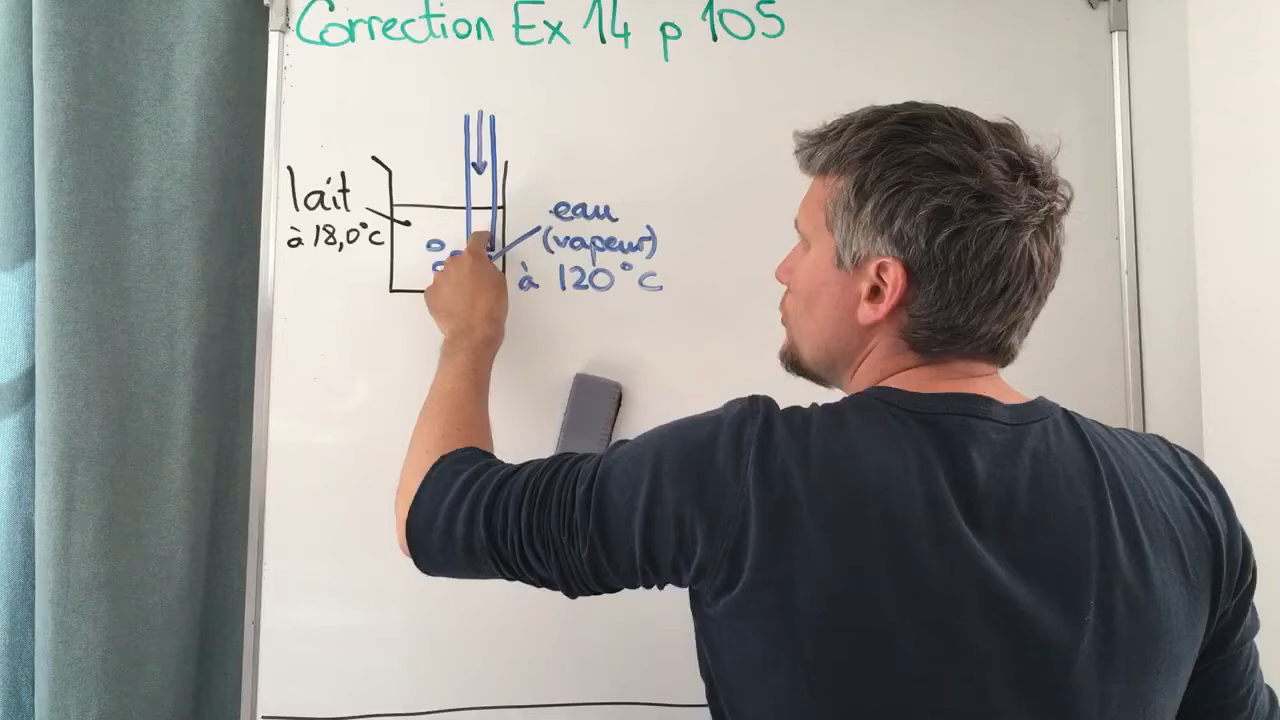 Correction Ex 14 p 105
lait
à 18,0°C
eau
(vapeur)
à 120°C